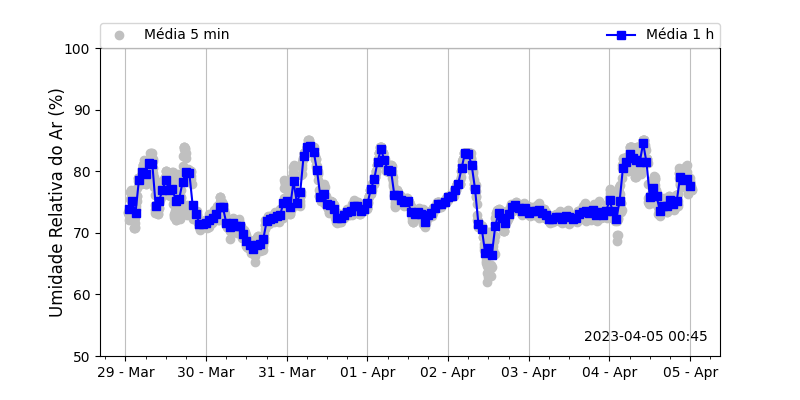 Média 5 min
Média 1 h
Umidade Relativa do Ar (%)
100
90
80
70
60
50
2023-04-05 00:45
29 - Mar
30 - Mar
31 - Mar
01 - Apr
02 - Apr
03 - Apr
04 - Apr
05 - Apr